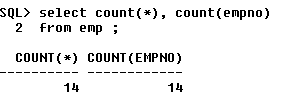 SQL> select count(*), count(empno)
  2  from emp ;
  COUNT(*) COUNT(EMPNO)
---------- ------------
        14           14